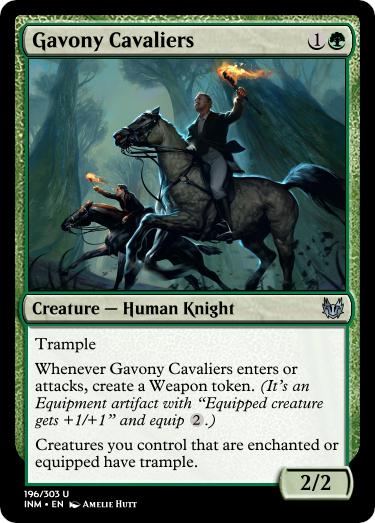 Gavony Cavaliers 1
Creature — Human Knight
Trample
Whenever Gavony Cavaliers enters or
attacks, create a Weapon token. (It's an
Equipment artifact with “Equipped creature
gets +1/+1” and equip 2.)
Creatures you control that are enchanted or
equipped have trample.
2/2
196/303 U
INM • EN Amelie Hutt